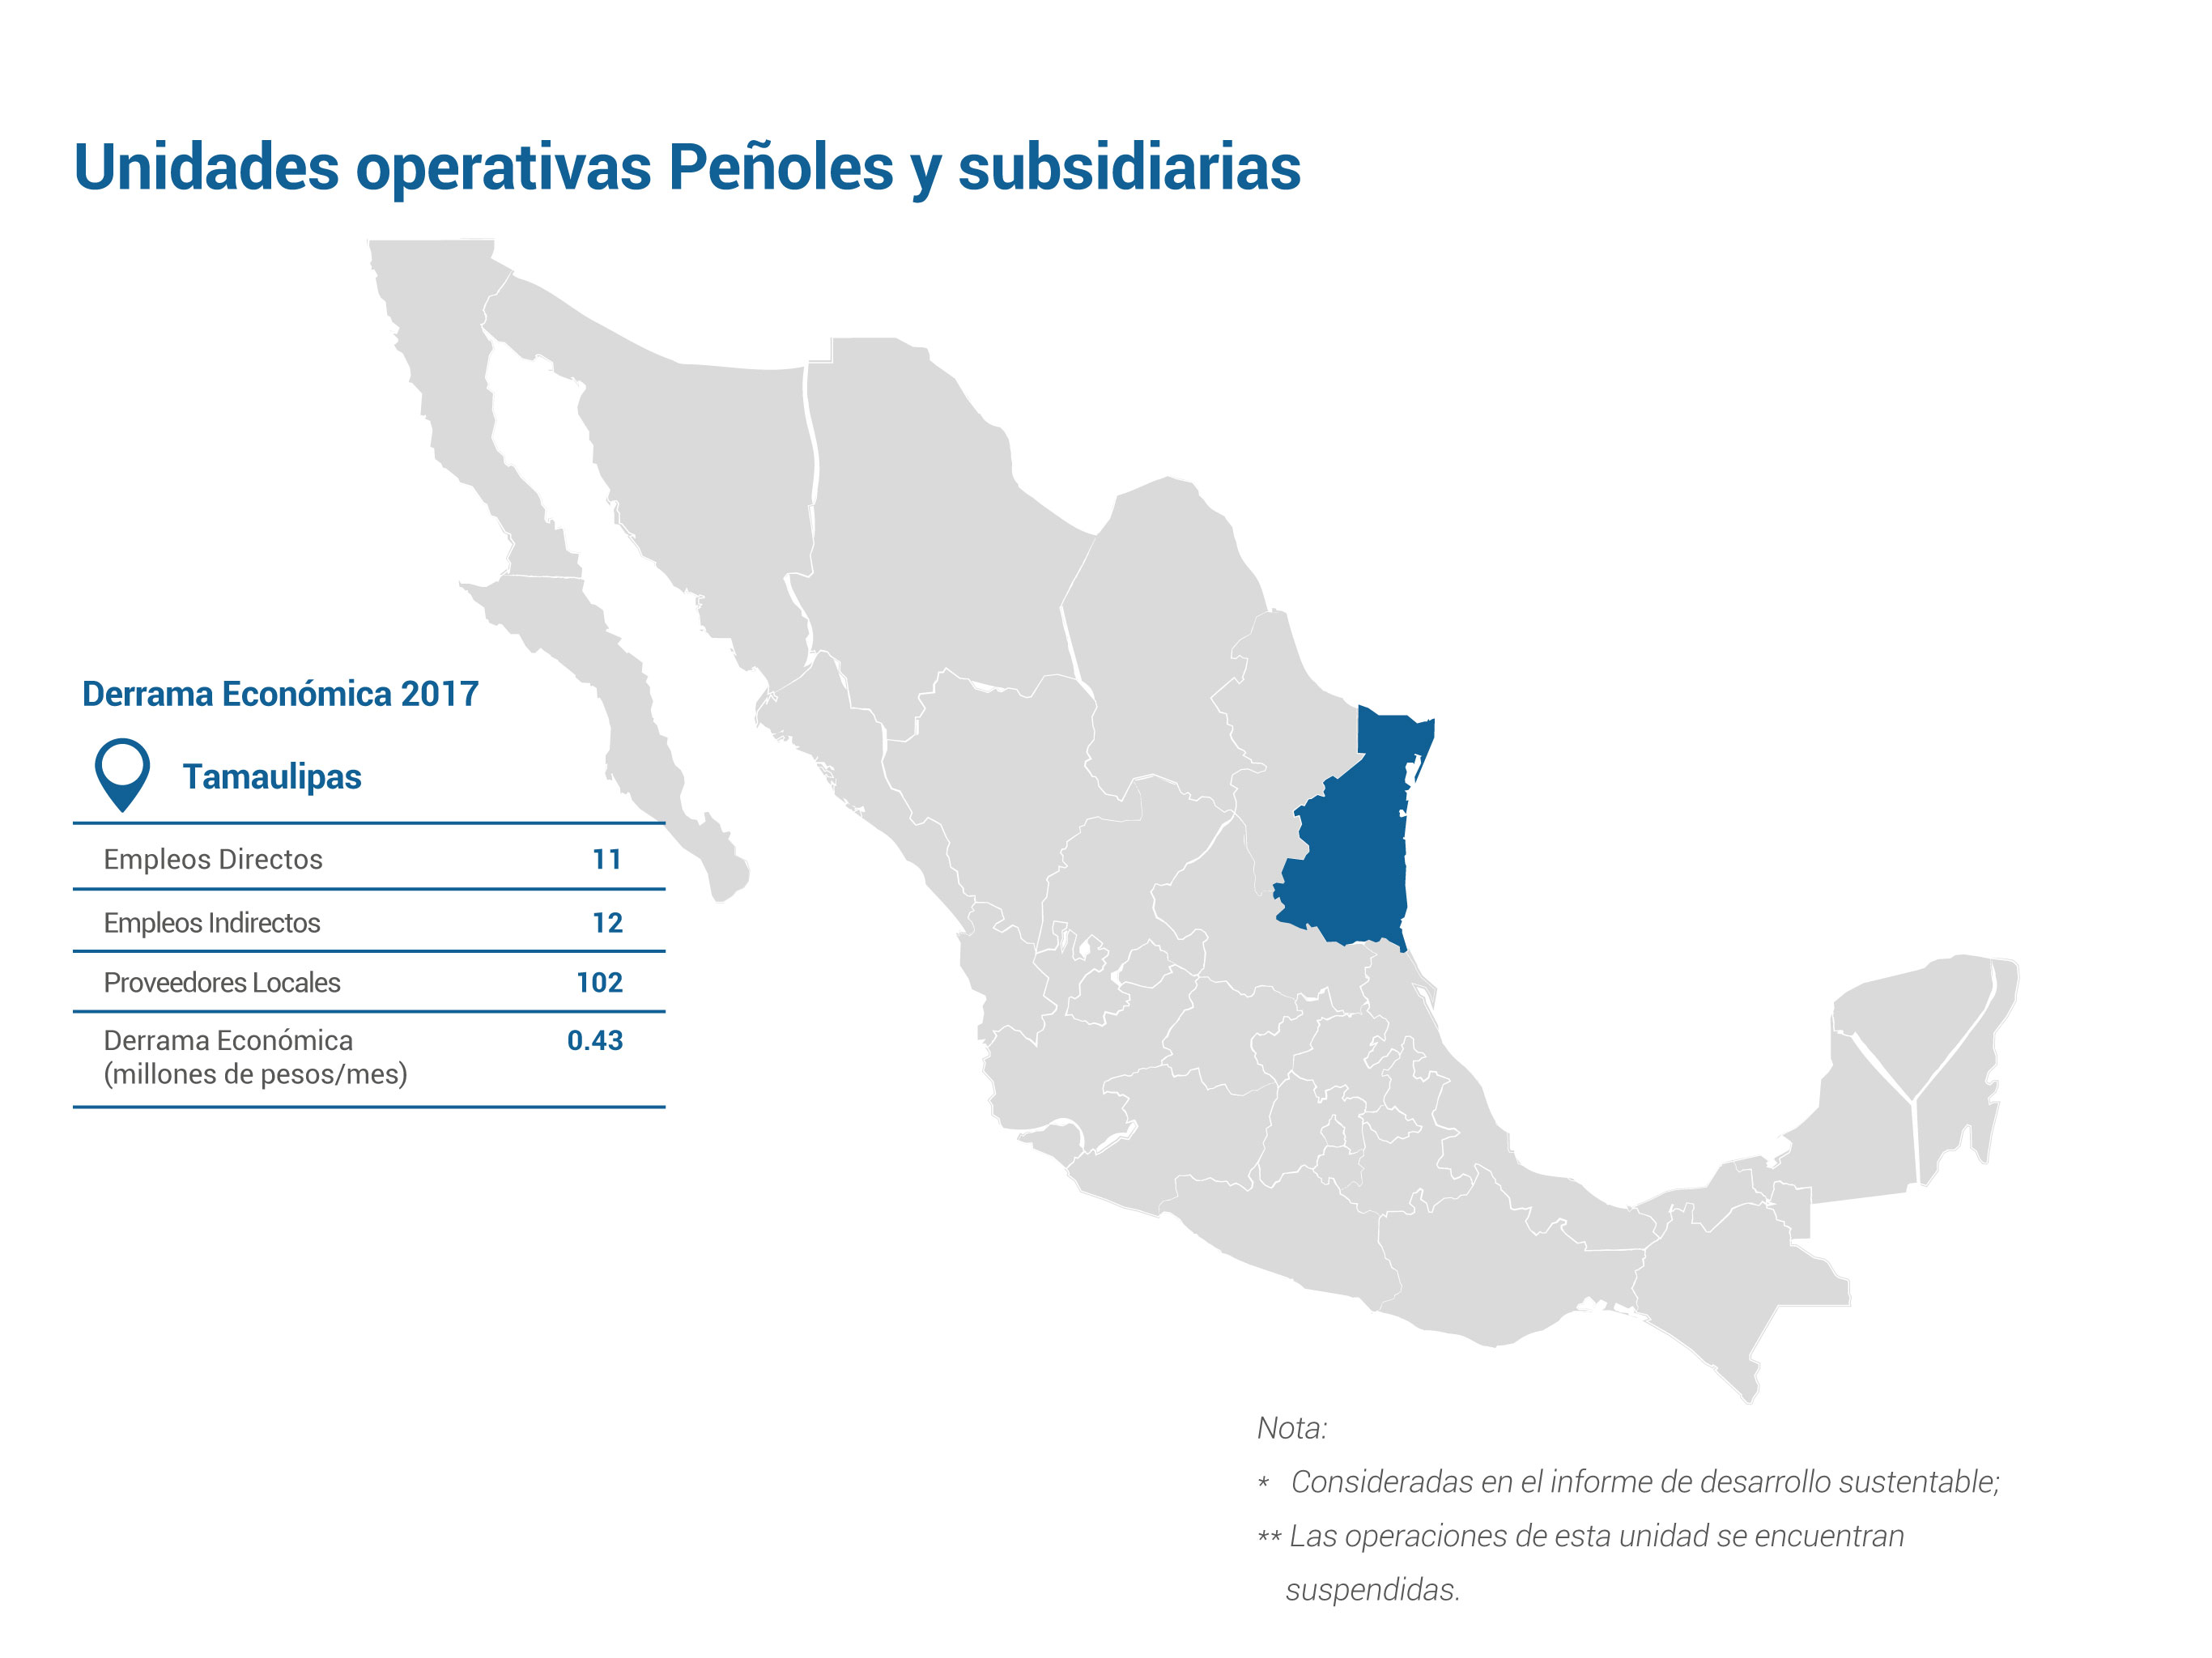 Unidades operativas Peñoles y subsidiarias
Derrama Económica 2017
Tamaulipas
Empleos Directos 11
Empleos Indirectos 12
Proveedores Locales 102
Derrama Económica 0.43
(millones de pesos/mes)
Nota:
* Consideradas en el informe de desarrollo sustentable;
** Las operaciones de esta unidad se encuentran
suspendidas.